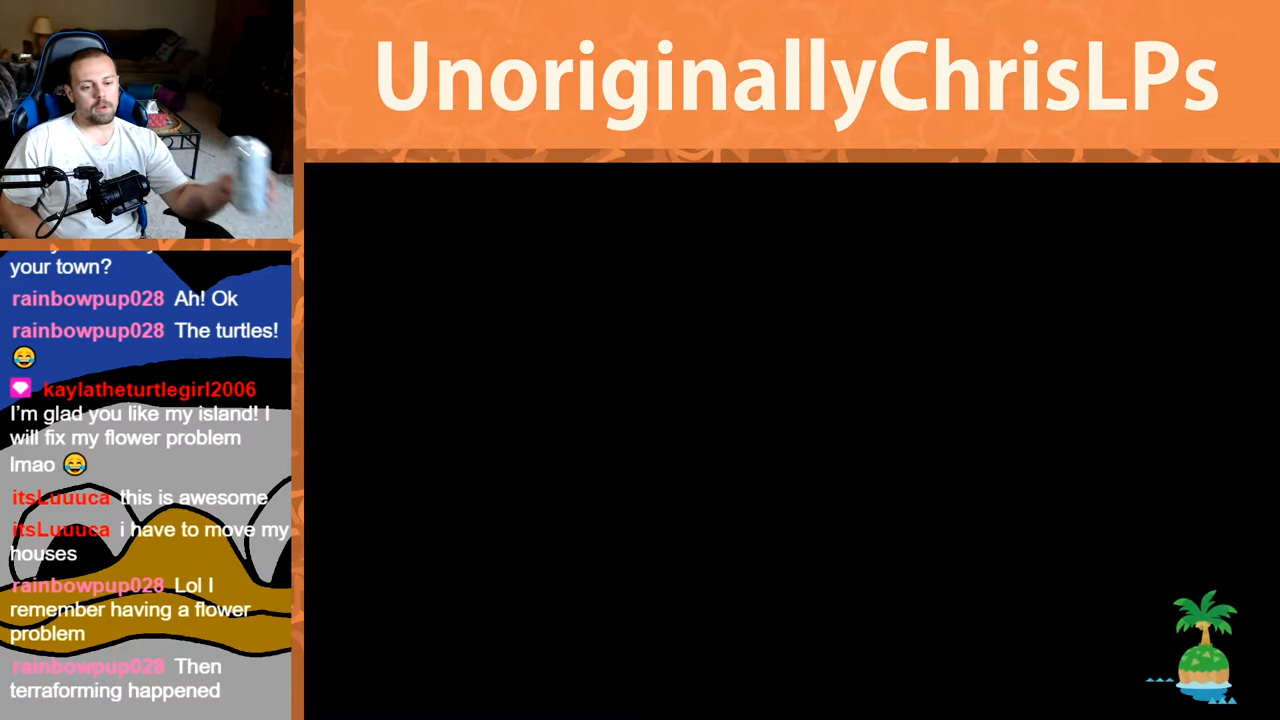 UnoriginallyChrisLPs
your town?
rainbowpup028 Ah! Ok
rainbowpup028 The turtles!
😂
kaylatheturtlegirl2006
I'm glad you like my island! I
will fix my flower problem
lmao 😂
itsLuuuca this is awesome
itsLuuuca i have to move my
houses
rainbowpup028 Lol I
remember having a flower
problem
rainbowpup028 Then
terraforming happened